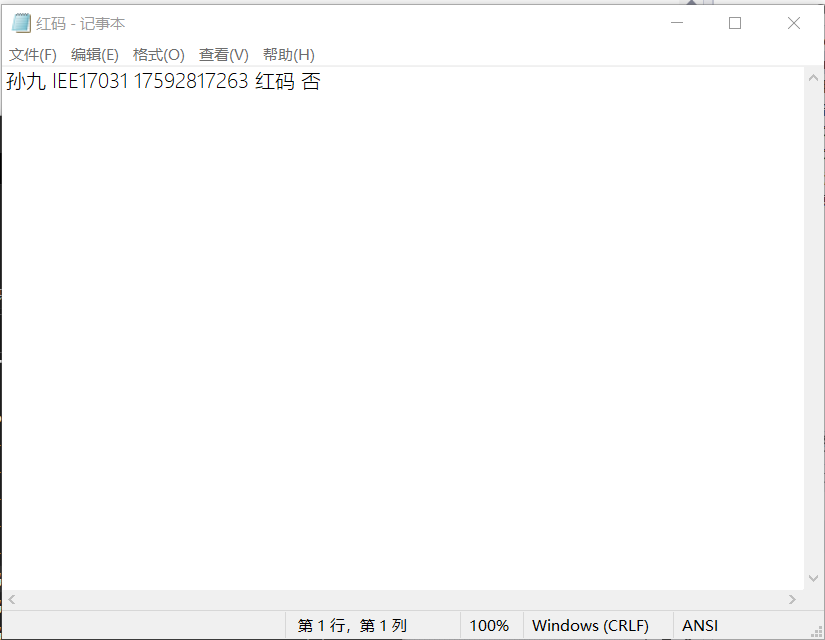 红码 - 记事本
文件(F) 编辑(E) 格式(O) 查看(V) 帮助(H)
孙九 IEE17031 17592817263 红码 否
第 1 行，第 1 列 100% Windows (CRLF) ANSI